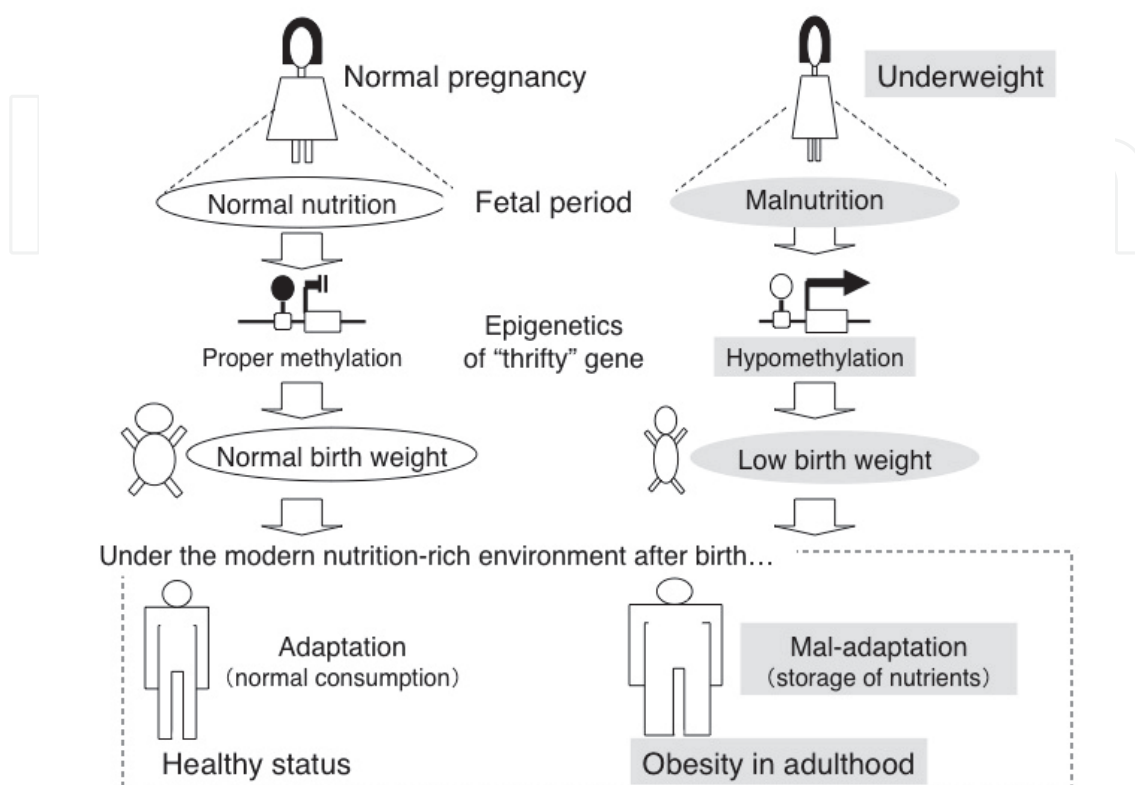 Normal pregnancy
Underweight
Normal nutrition
Fetal period
Malnutrition
Epigenetics
of “thrifty” gene
Proper methylation
Hypomethylation
Normal birth weight
Low birth weight
Under the modern nutrition-rich environment after birth…
Adaptation
(normal consumption)
Mal-adaptation
(storage of nutrients)
Healthy status
Obesity in adulthood